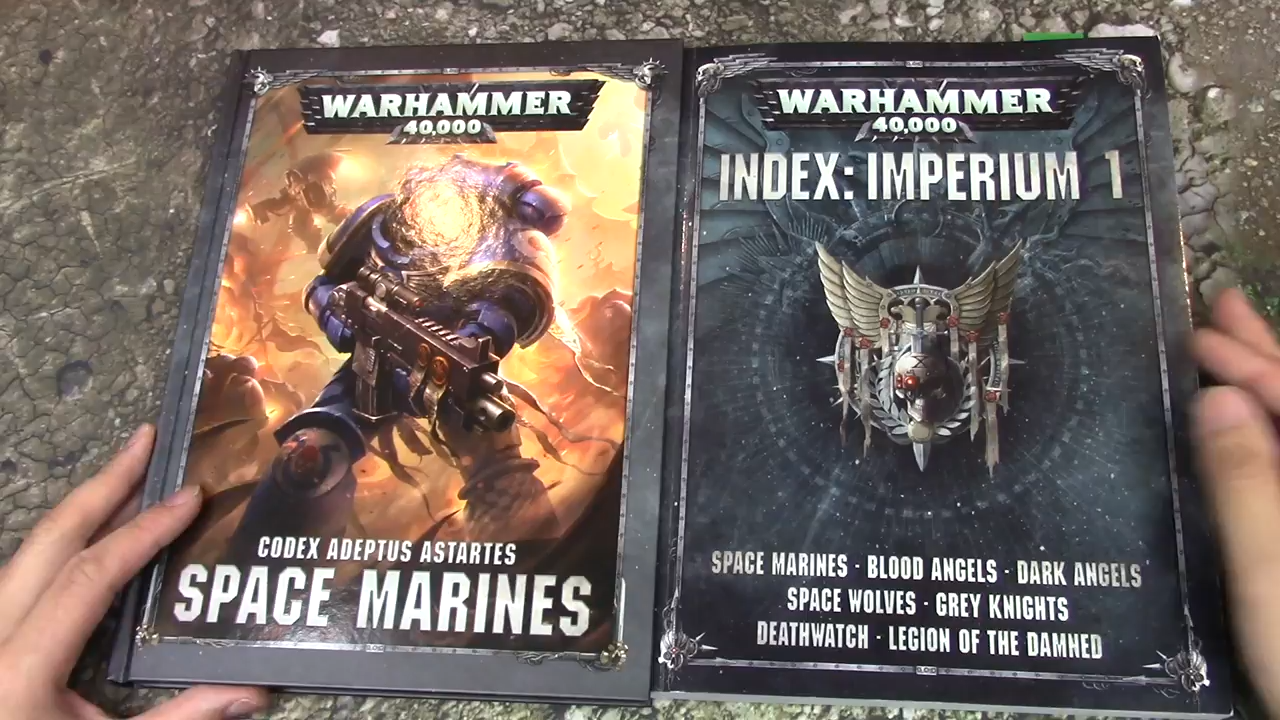 WARHAMMER
40,000
CODEX ADEPTUS ASTARTES
SPACE MARINES
WARHAMMER
40,000
INDEX: IMPERIUM 1
SPACE MARINES · BLOOD ANGELS · DARK ANGELS
SPACE WOLVES · GREY KNIGHTS
DEATHWATCH · LEGION OF THE DAMNED